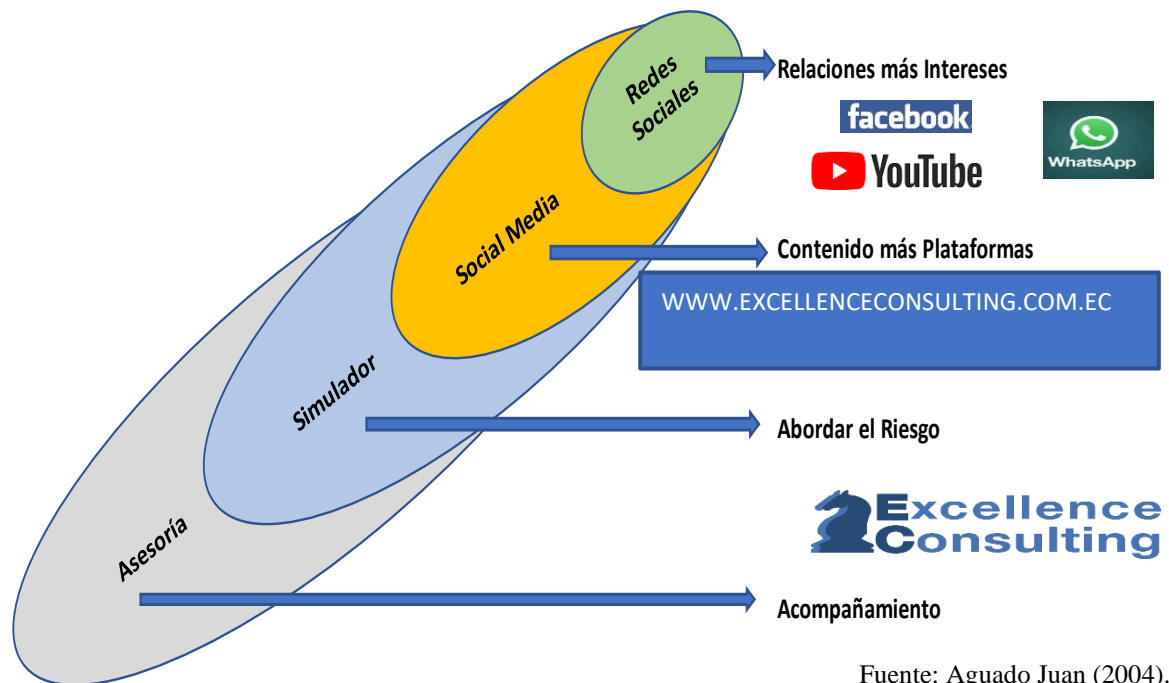 Redes
Sociales
Relaciones más Intereses
facebook
YouTube
WhatsApp
Social Media
Contenido más Plataformas
WWW.EXCELLENCECONSULTING.COM.EC
Simulador
Abordar el Riesgo
Excellence
Consulting
Asesoría
Acompañamiento
Fuente: Aguado Juan (2004).